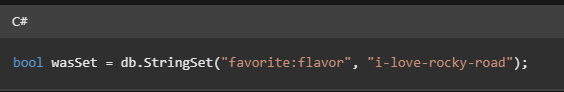 C#
bool wasSet = db.StringSet("favorite:flavor", "i-love-rocky-road");